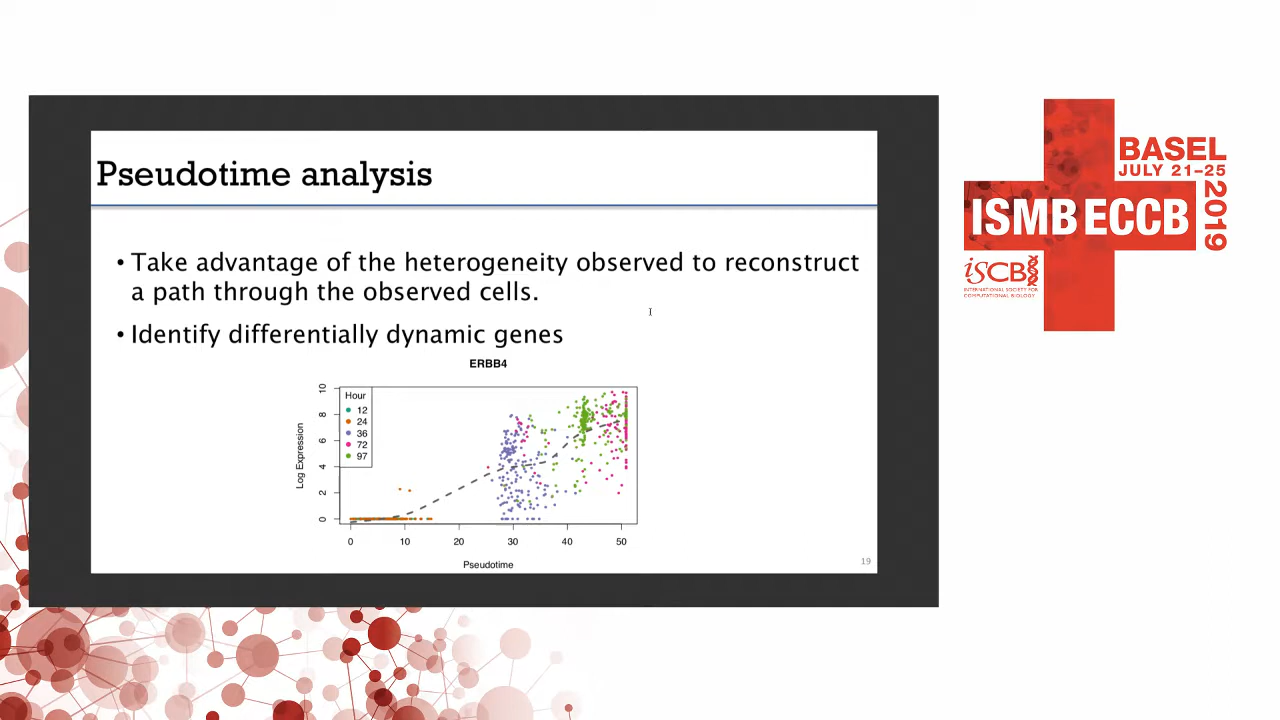 Pseudotime analysis
• Take advantage of the heterogeneity observed to reconstruct
a path through the observed cells.
• Identify differentially dynamic genes
ERBB4
Log Expression
10
8
6
4
2
0
Hour
12
24
36
72
97
0 10 20 30 40 50
Pseudotime
19
BASEL
JULY 21–25
2019
ISMB ECCB
iSCB
INTERNATIONAL SOCIETY FOR
COMPUTATIONAL BIOLOGY